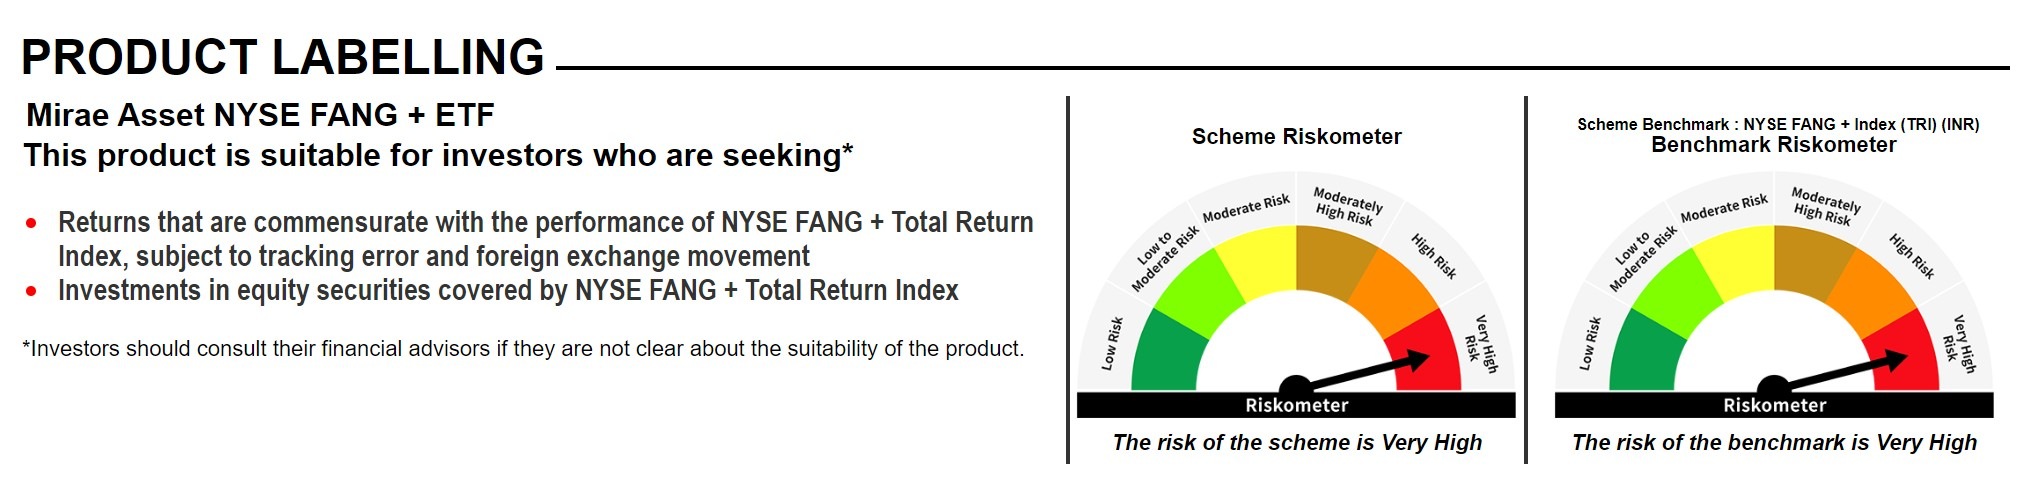 PRODUCT LABELLING
Mirae Asset NYSE FANG + ETF
This product is suitable for investors who are seeking*
Returns that are commensurate with the performance of NYSE FANG + Total Return
Index, subject to tracking error and foreign exchange movement
Investments in equity securities covered by NYSE FANG + Total Return Index
*Investors should consult their financial advisors if they are not clear about the suitability of the product.
Scheme Riskometer
Low Risk
Low to
Moderate Risk
Moderate Risk
Moderately
High Risk
High Risk
Very High
Risk
Riskometer
The risk of the scheme is Very High
Scheme Benchmark : NYSE FANG + Index (TRI) (INR)
Benchmark Riskometer
Low Risk
Low to
Moderate Risk
Moderate Risk
Moderately
High Risk
High Risk
Very High
Risk
Riskometer
The risk of the benchmark is Very High